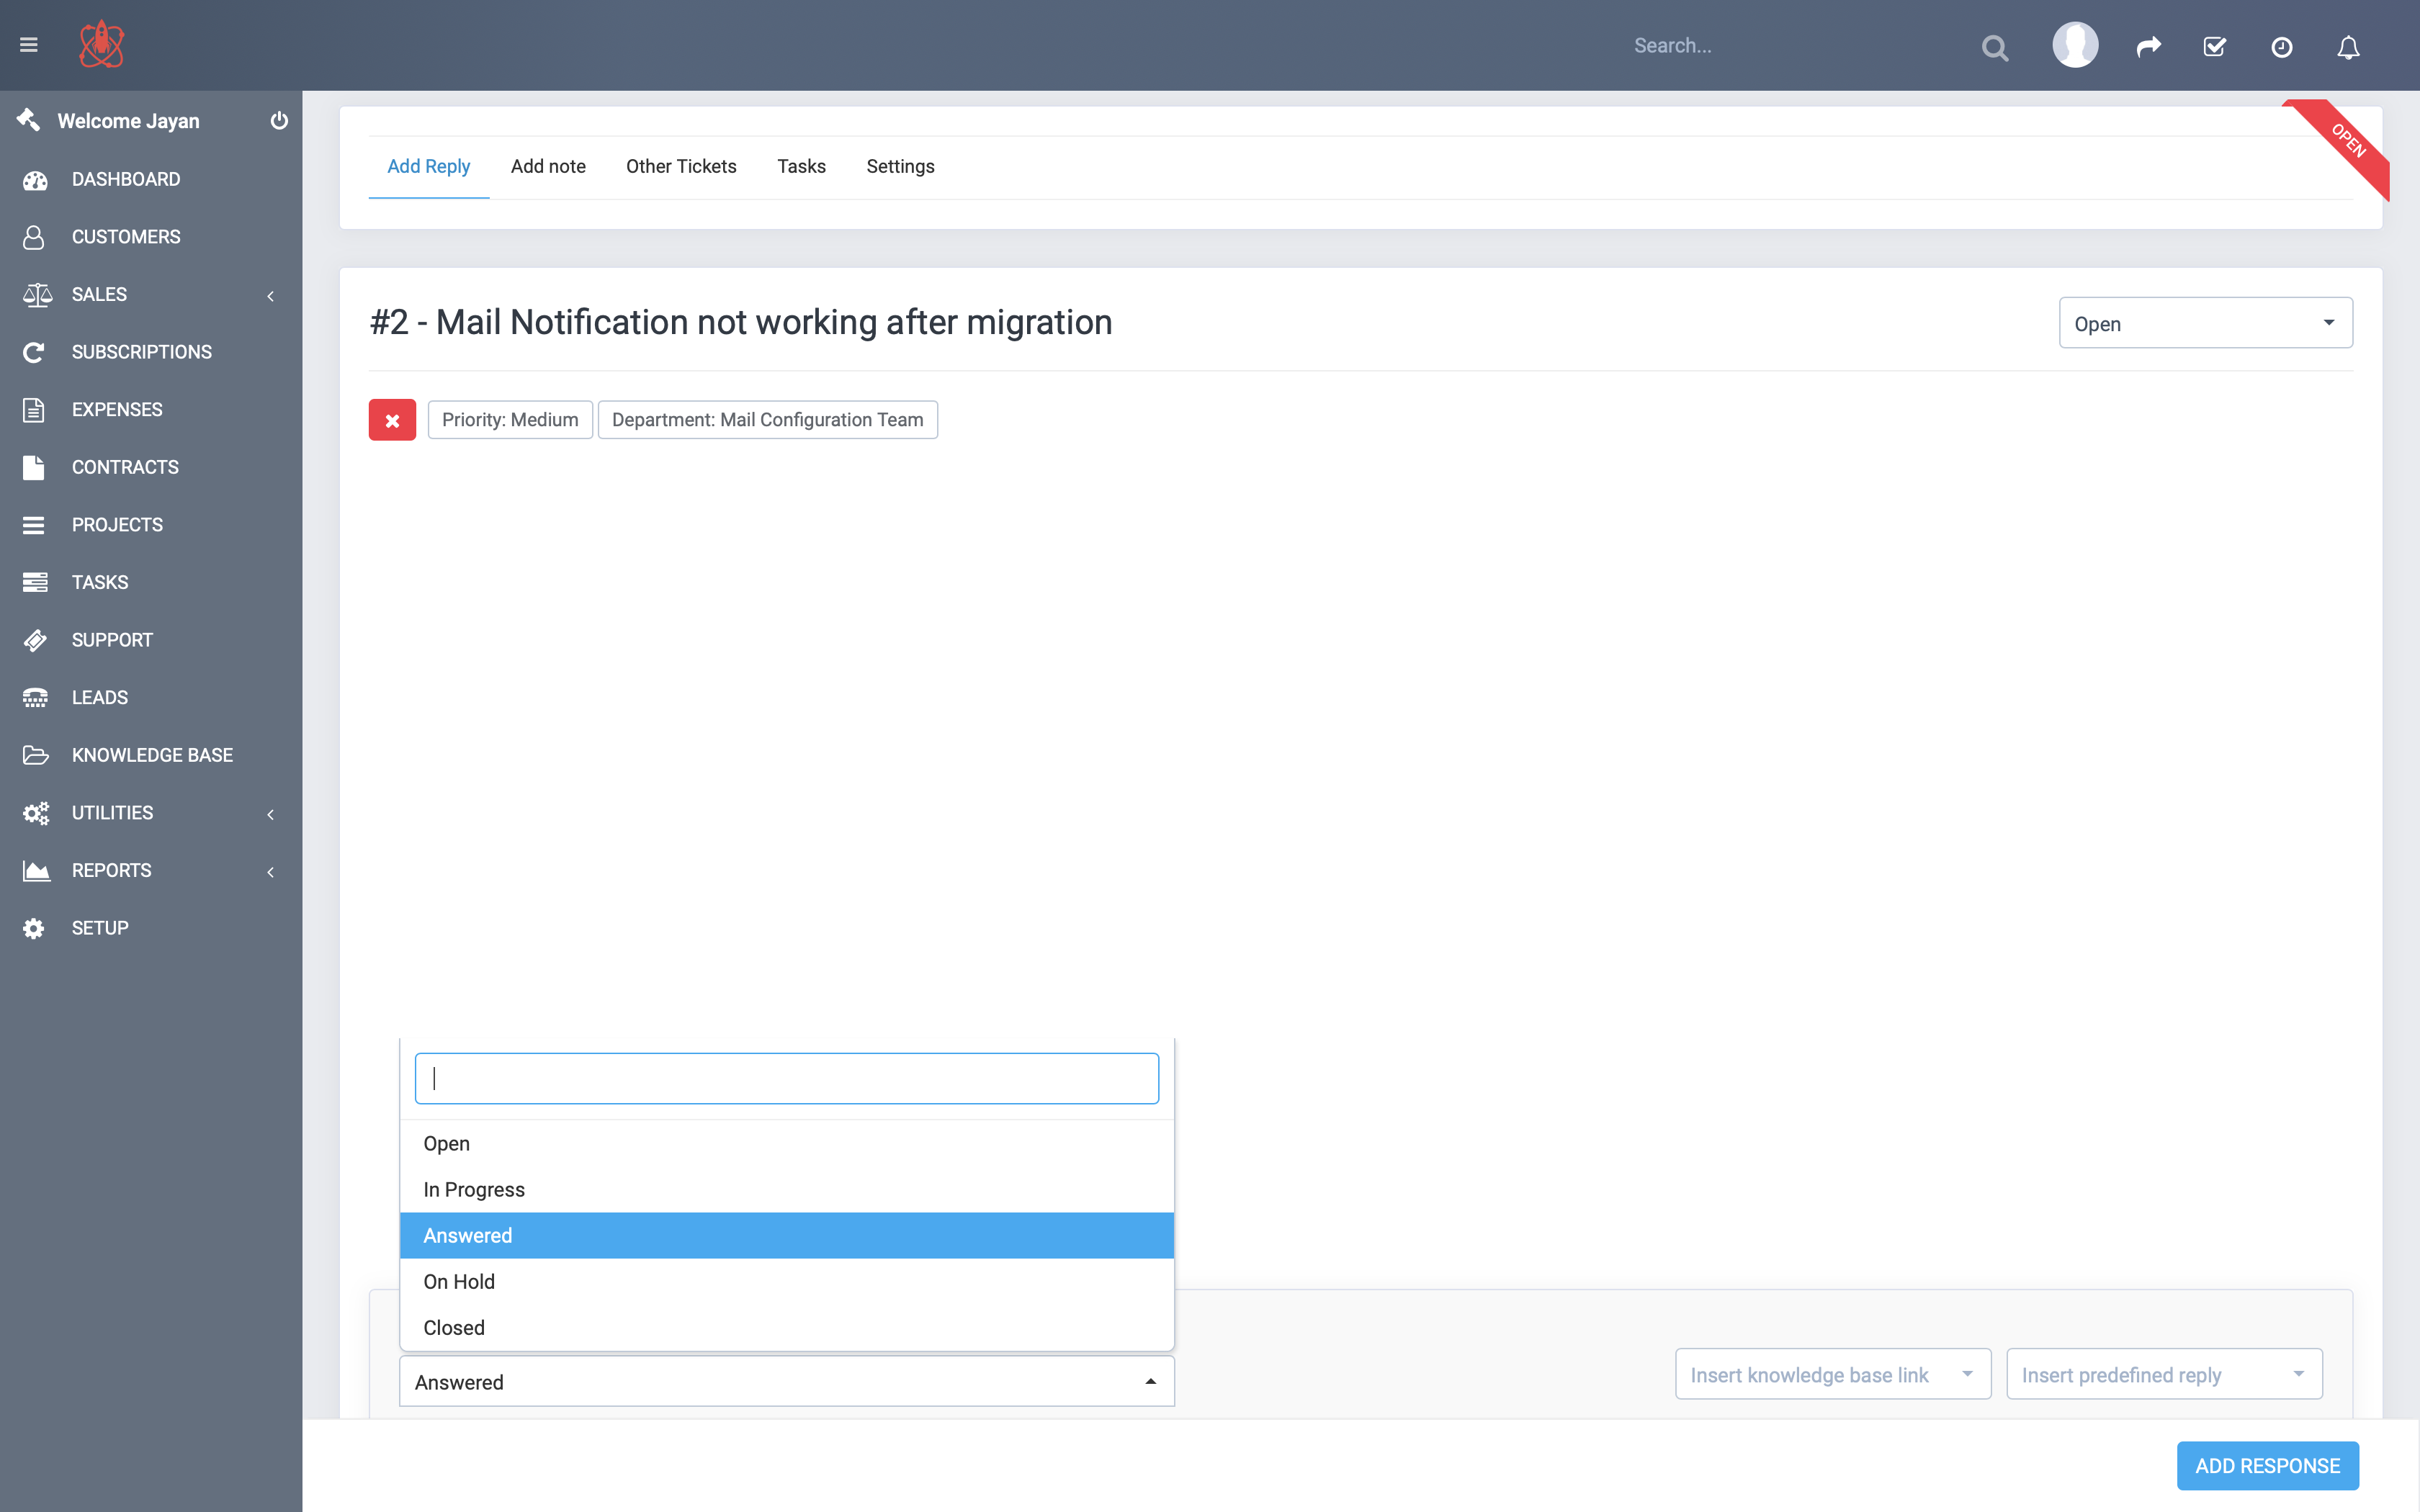 Search...
Welcome Jayan
DASHBOARD
CUSTOMERS
SALES
SUBSCRIPTIONS
EXPENSES
CONTRACTS
PROJECTS
TASKS
SUPPORT
LEADS
KNOWLEDGE BASE
UTILITIES
REPORTS
SETUP
Add Reply Add note Other Tickets Tasks Settings
OPEN
#2 - Mail Notification not working after migration
Open
Priority: Medium Department: Mail Configuration Team
Open
In Progress
Answered
On Hold
Closed
Answered
Insert knowledge base link Insert predefined reply
ADD RESPONSE